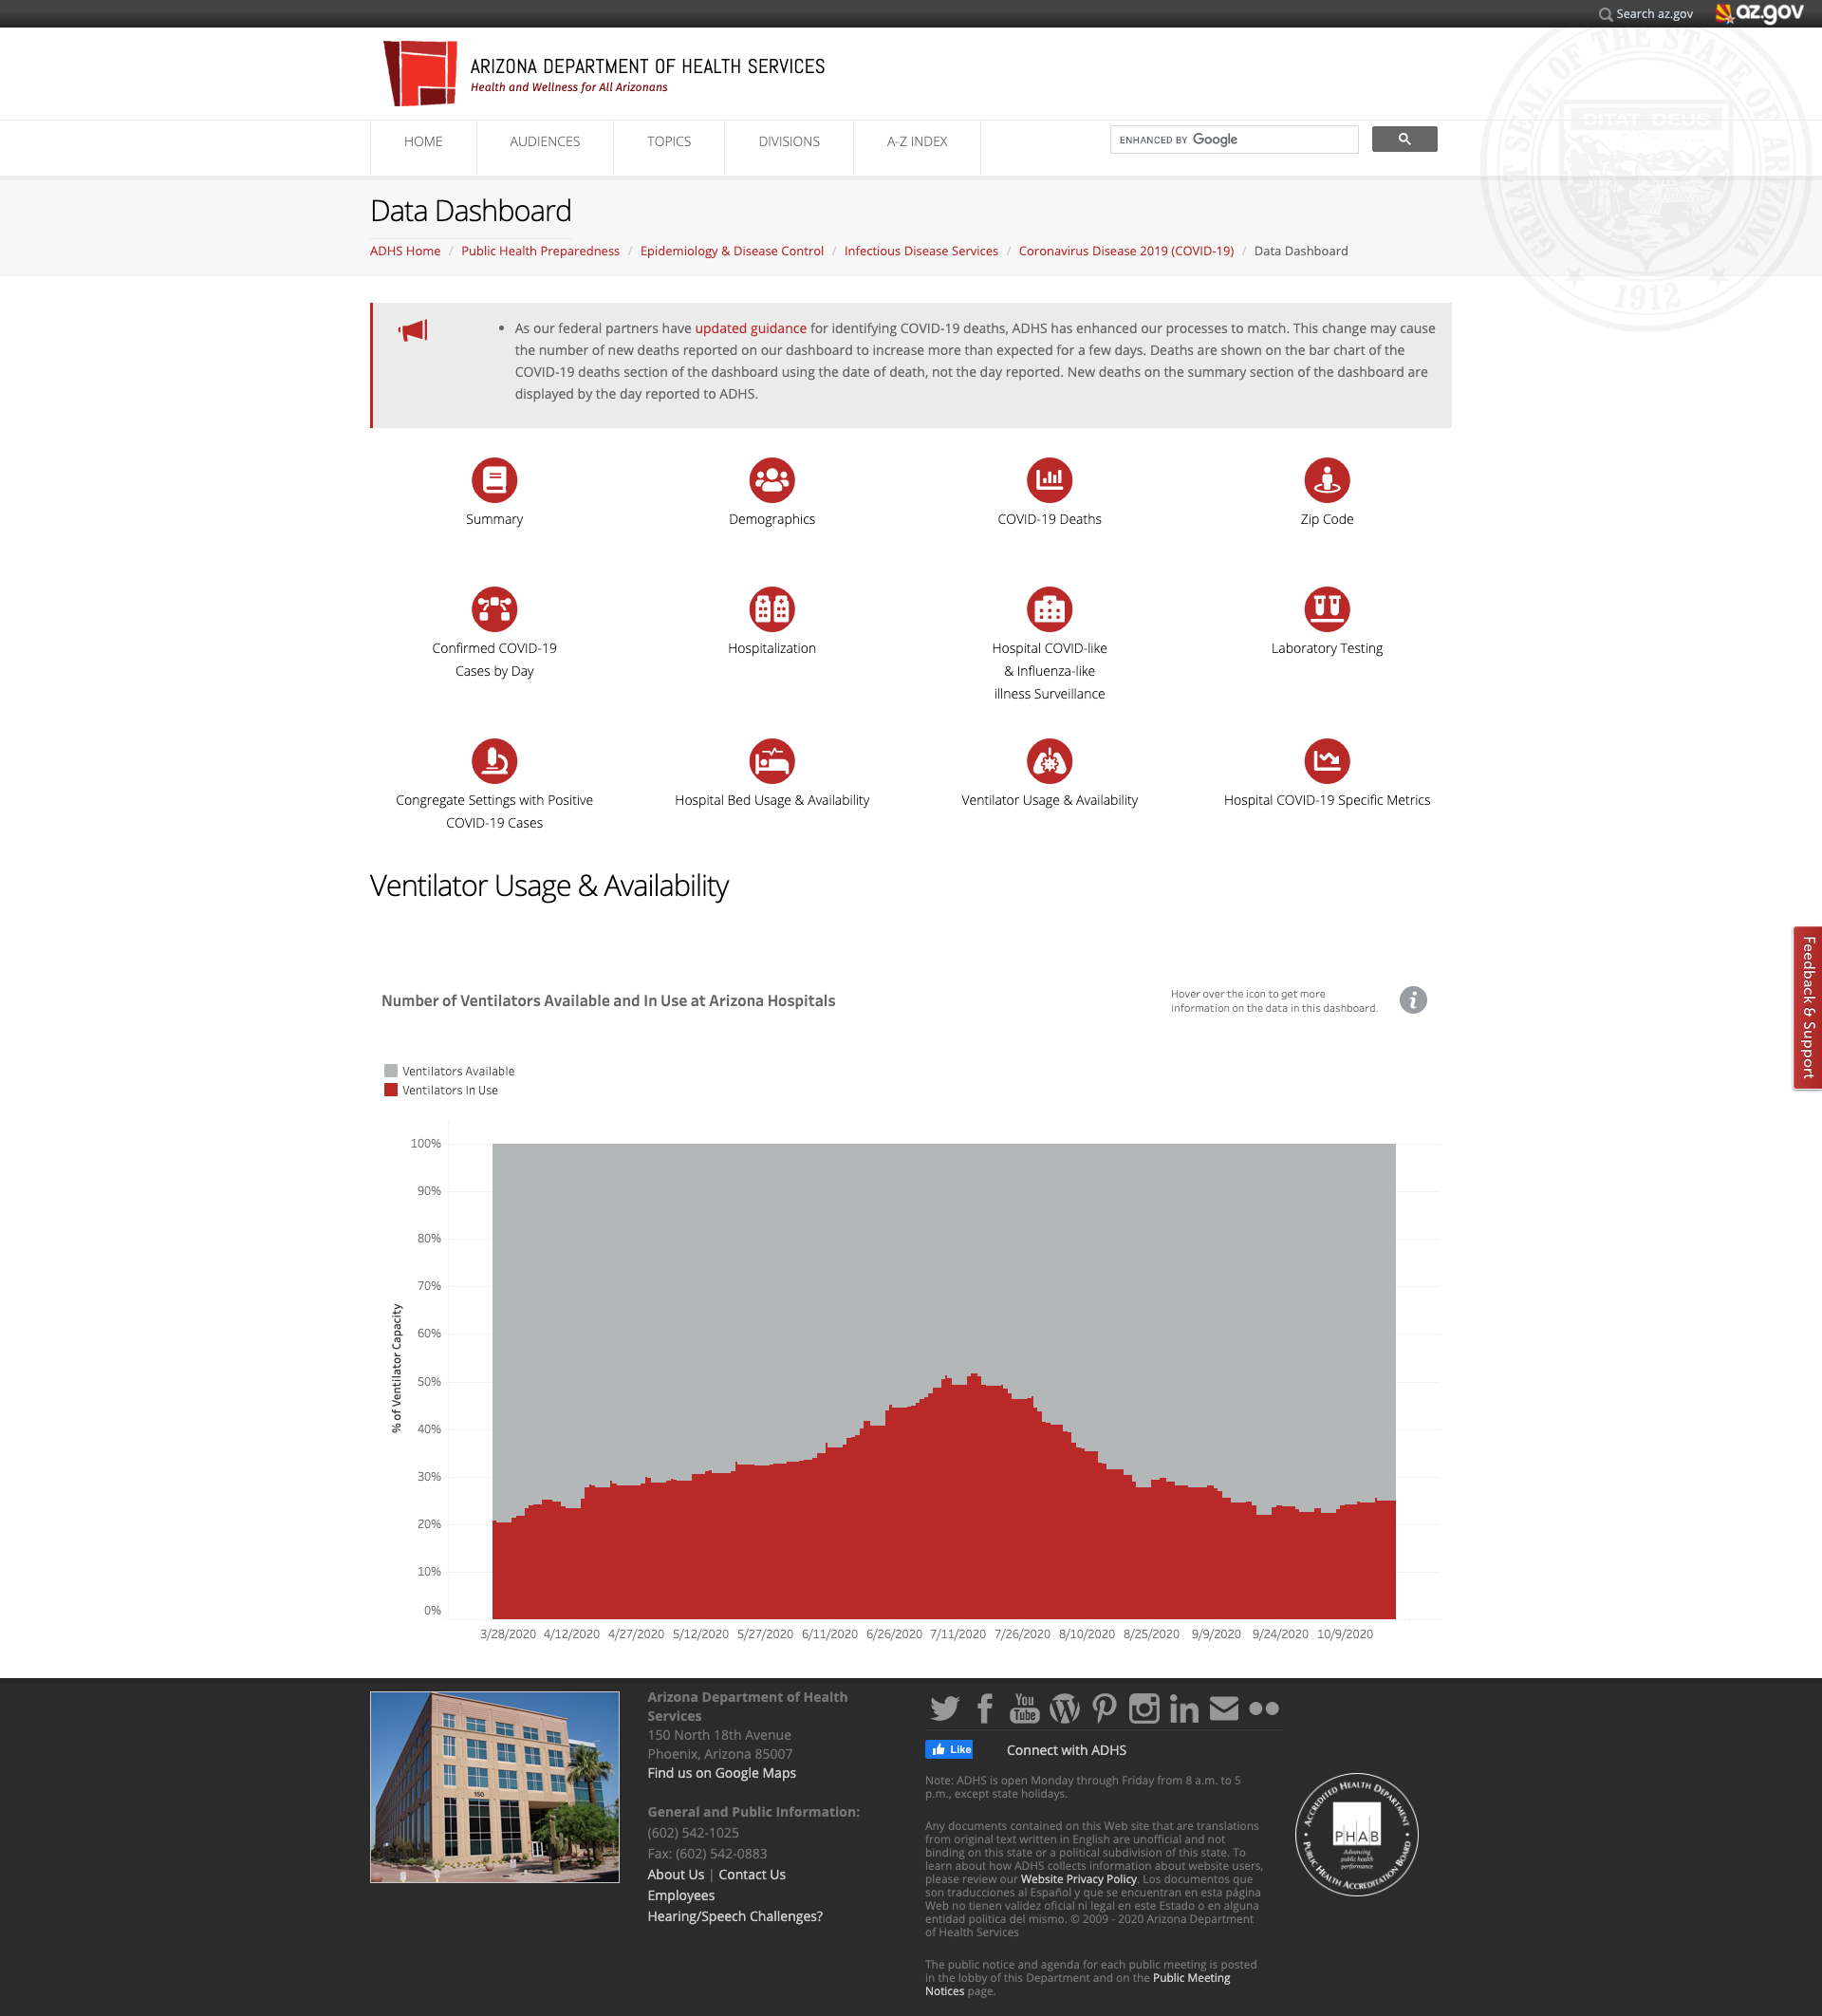 Search az.gov
az.gov
GREAT SEAL OF THE STATE OF ARIZONA
DITAT DEUS
1912
ARIZONA DEPARTMENT OF HEALTH SERVICES
Health and Wellness for All Arizonans
HOME
AUDIENCES
TOPICS
DIVISIONS
A-Z INDEX
ENHANCED BY Google
Data Dashboard
ADHS Home / Public Health Preparedness / Epidemiology & Disease Control / Infectious Disease Services / Coronavirus Disease 2019 (COVID-19) / Data Dashboard
• As our federal partners have updated guidance for identifying COVID-19 deaths, ADHS has enhanced our processes to match. This change may cause
the number of new deaths reported on our dashboard to increase more than expected for a few days. Deaths are shown on the bar chart of the
COVID-19 deaths section of the dashboard using the date of death, not the day reported. New deaths on the summary section of the dashboard are
displayed by the day reported to ADHS.
Summary
Demographics
COVID-19 Deaths
Zip Code
Confirmed COVID-19
Cases by Day
Hospitalization
Hospital COVID-like
& Influenza-like
illness Surveillance
Laboratory Testing
Congregate Settings with Positive
COVID-19 Cases
Hospital Bed Usage & Availability
Ventilator Usage & Availability
Hospital COVID-19 Specific Metrics
Ventilator Usage & Availability
Feedback & Support
Number of Ventilators Available and In Use at Arizona Hospitals
Hover over the icon to get more
information on the data in this dashboard.
i
Ventilators Available
Ventilators In Use
% of Ventilator Capacity
100%
90%
80%
70%
60%
50%
40%
30%
20%
10%
0%
3/28/2020 4/12/2020 4/27/2020 5/12/2020 5/27/2020 6/11/2020 6/26/2020 7/11/2020 7/26/2020 8/10/2020 8/25/2020 9/9/2020 9/24/2020 10/9/2020
150
Arizona Department of Health
Services
150 North 18th Avenue
Phoenix, Arizona 85007
Find us on Google Maps
General and Public Information:
(602) 542-1025
Fax: (602) 542-0883
About Us | Contact Us
Employees
Hearing/Speech Challenges?
You
Tube
Like
Connect with ADHS
Note: ADHS is open Monday through Friday from 8 a.m. to 5
p.m., except state holidays.
Any documents contained on this Web site that are translations
from original text written in English are unofficial and not
binding on this state or a political subdivision of this state. To
learn about how ADHS collects information about website users,
please review our Website Privacy Policy. Los documentos que
son traducciones al Español y que se encuentran en esta página
Web no tienen validez oficial ni legal en este Estado o en alguna
entidad politica del mismo. © 2009 - 2020 Arizona Department
of Health Services
The public notice and agenda for each public meeting is posted
in the lobby of this Department and on the Public Meeting
Notices page.
ACCREDITED HEALTH DEPARTMENT
PUBLIC HEALTH ACCREDITATION BOARD
PHAB
Advancing
public health
performance